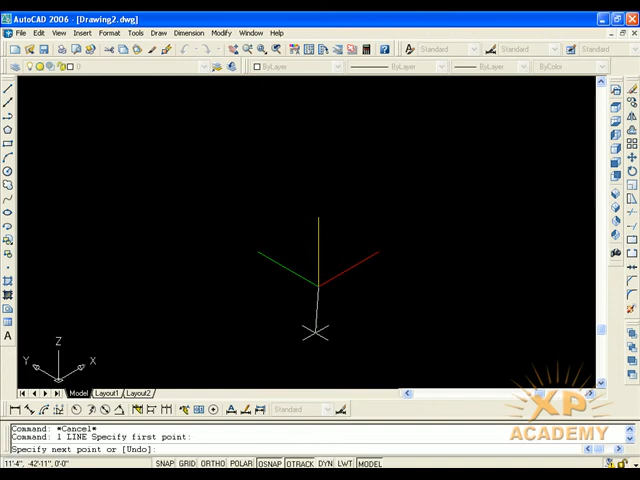 AutoCAD 2006 - [Drawing2.dwg]
File Edit View Insert Format Tools Draw Dimension Modify Window Help
Standard Standard Standard
0 ByLayer ByLayer ByLayer ByColor
Z
Y X
Model Layout1 Layout2
Standard
XP
ACADEMY
Command: *Cancel*
Command: l LINE Specify first point:
Specify next point or [Undo]:
11'-4", -42'-11", 0'-0" SNAP GRID ORTHO POLAR OSNAP OTRACK DYN LWT MODEL